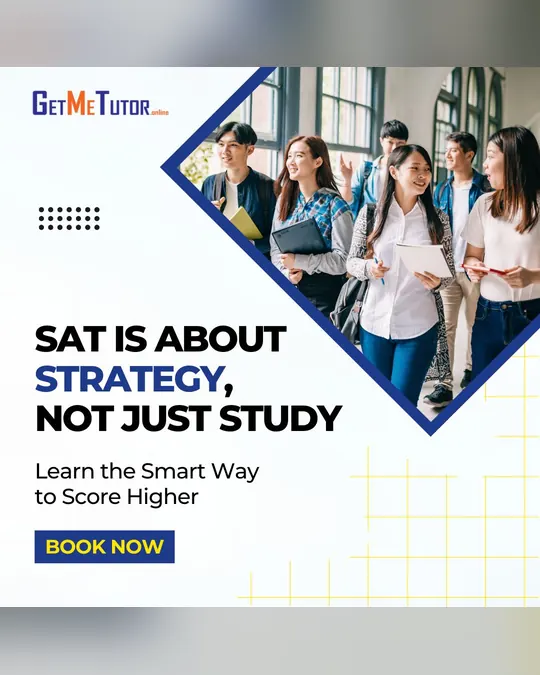 GETMETUTOR.online
SAT IS ABOUT
STRATEGY,
NOT JUST STUDY
Learn the Smart Way
to Score Higher
BOOK NOW